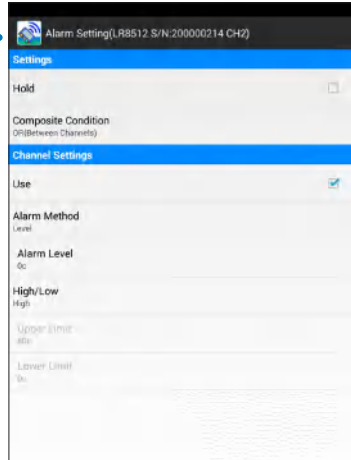 Alarm Setting(LR8512 S/N:200000214 CH2)
Settings
Hold
Composite Condition
OR(Between Channels)
Channel Settings
Use
Alarm Method
Level
Alarm Level
0c
High/Low
High
Upper Limit
Lower Limit
0c